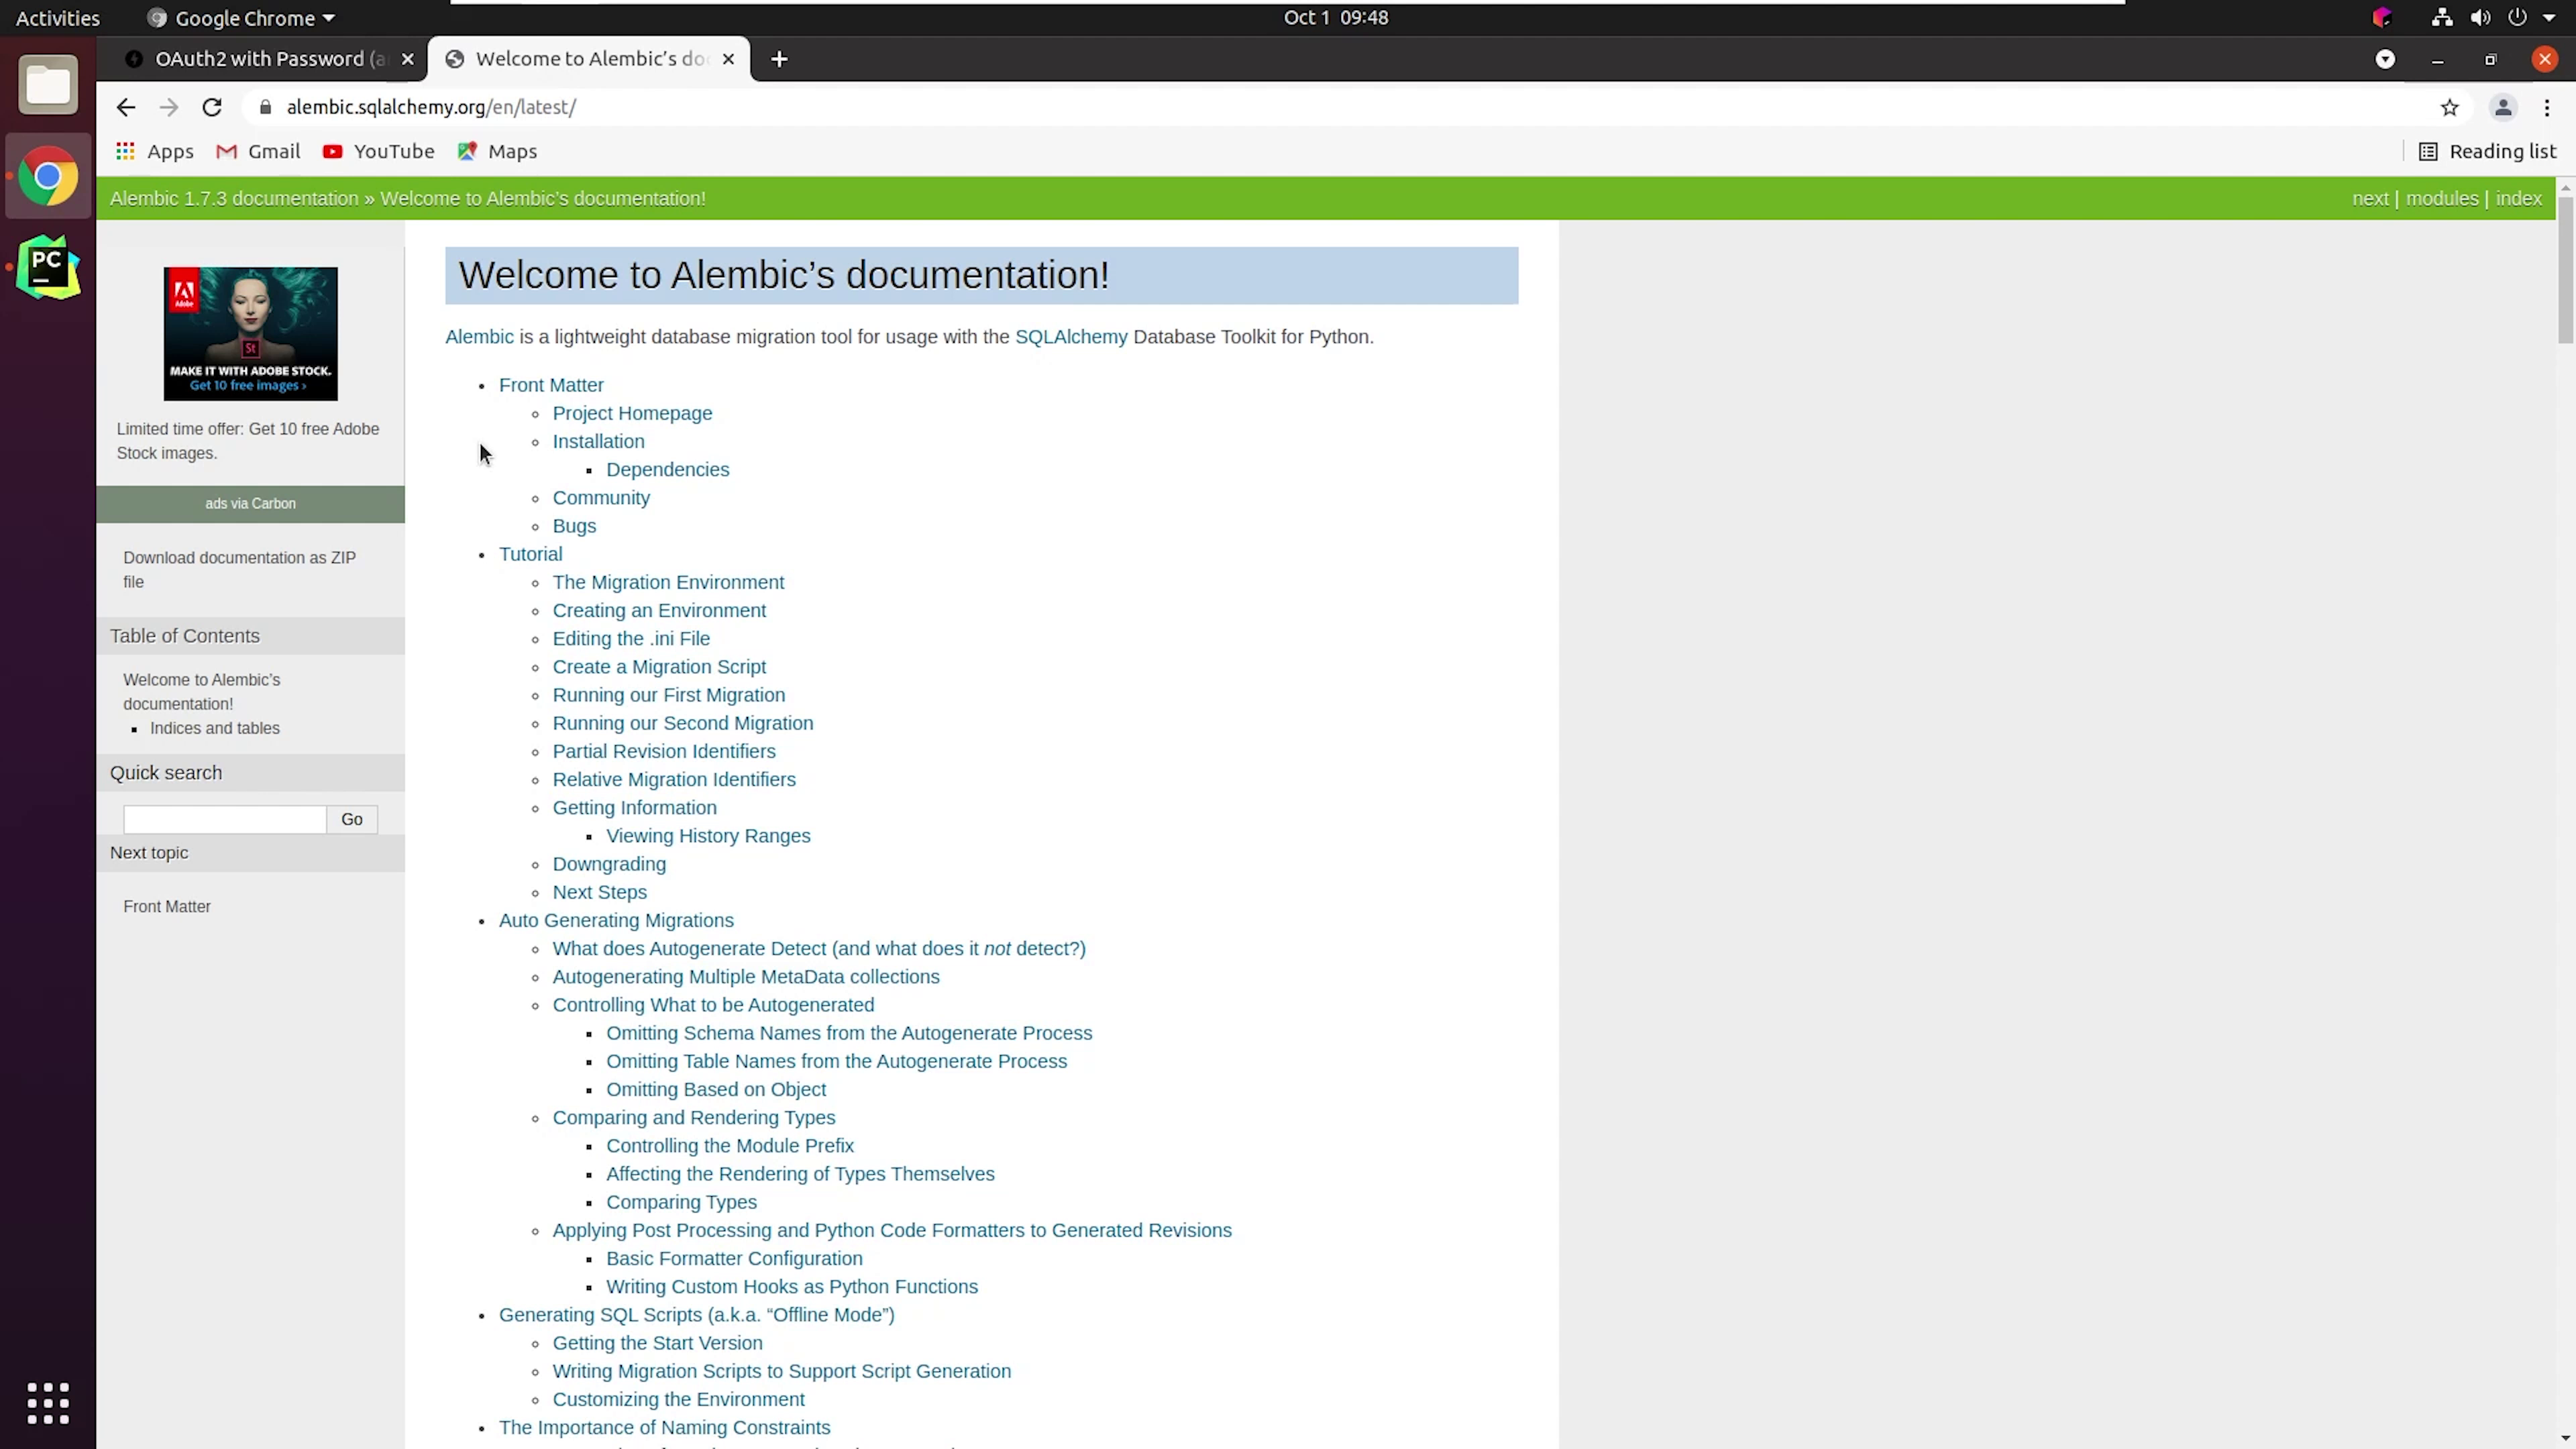 Activities
Google Chrome
Oct 1 09:48
OAuth2 with Password (a
Welcome to Alembic’s do
alembic.sqlalchemy.org/en/latest/
Apps
Gmail
YouTube
Maps
Reading list
Alembic 1.7.3 documentation » Welcome to Alembic’s documentation!
next | modules | index
Adobe
St
MAKE IT WITH ADOBE STOCK.
Get 10 free images ›
Limited time offer: Get 10 free Adobe
Stock images.
ads via Carbon
Download documentation as ZIP
file
Table of Contents
Welcome to Alembic’s
documentation!
Indices and tables
Quick search
Go
Next topic
Front Matter
PC
Welcome to Alembic’s documentation!
Alembic is a lightweight database migration tool for usage with the SQLAlchemy Database Toolkit for Python.
Front Matter
Project Homepage
Installation
Dependencies
Community
Bugs
Tutorial
The Migration Environment
Creating an Environment
Editing the .ini File
Create a Migration Script
Running our First Migration
Running our Second Migration
Partial Revision Identifiers
Relative Migration Identifiers
Getting Information
Viewing History Ranges
Downgrading
Next Steps
Auto Generating Migrations
What does Autogenerate Detect (and what does it not detect?)
Autogenerating Multiple MetaData collections
Controlling What to be Autogenerated
Omitting Schema Names from the Autogenerate Process
Omitting Table Names from the Autogenerate Process
Omitting Based on Object
Comparing and Rendering Types
Controlling the Module Prefix
Affecting the Rendering of Types Themselves
Comparing Types
Applying Post Processing and Python Code Formatters to Generated Revisions
Basic Formatter Configuration
Writing Custom Hooks as Python Functions
Generating SQL Scripts (a.k.a. “Offline Mode”)
Getting the Start Version
Writing Migration Scripts to Support Script Generation
Customizing the Environment
The Importance of Naming Constraints